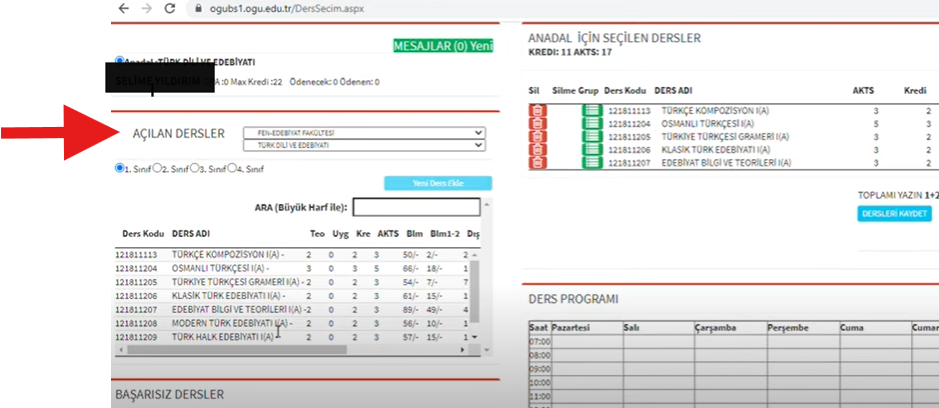 ogubs1.ogu.edu.tr/DersSecim.aspx
MESAJLAR (0) Yeni
Anadal :TÜRK DİLİ VE EDEBİYATI
SELİME YILDIRIM :0 Max Kredi :22 Ödenecek: 0 Ödenen: 0
AÇILAN DERSLER
FEN-EDEBİYAT FAKÜLTESİ
TÜRK DİLİ VE EDEBİYATI
1. Sınıf 2. Sınıf 3. Sınıf 4. Sınıf
Yeni Ders Ekle
ARA (Büyük Harf ile):
Ders Kodu DERS ADI Teo Uyg Kre AKTS Blm Blm1-2 Dış
121811113 TÜRKÇE KOMPOZİSYON I(A) - 2 0 2 3 50/- 2/- 2
121811204 OSMANLI TÜRKÇESİ I(A) - 3 0 3 5 66/- 18/- 1
121811205 TÜRKİYE TÜRKÇESİ GRAMERİ I(A) - 2 0 2 3 54/- 7/- 7
121811206 KLASİK TÜRK EDEBİYATI I(A) - 2 0 2 3 61/- 15/- 1
121811207 EDEBİYAT BİLGİ VE TEORİLERİ I(A) -2 0 2 3 89/- 49/- 4
121811208 MODERN TÜRK EDEBİYATI I(A) - 2 0 2 3 56/- 10/- 1
121811209 TÜRK HALK EDEBİYATI I(A) - 2 0 2 3 57/- 15/- 1
BAŞARISIZ DERSLER
ANADAL İÇİN SEÇİLEN DERSLER
KREDI: 11 AKTS: 17
Sil Silme Grup Ders Kodu DERS ADI AKTS Kredi
121811113 TÜRKÇE KOMPOZİSYON I(A) 3 2
121811204 OSMANLI TÜRKÇESİ I(A) 5 3
121811205 TÜRKİYE TÜRKÇESİ GRAMERİ I(A) 3 2
121811206 KLASİK TÜRK EDEBİYATI I(A) 3 2
121811207 EDEBİYAT BİLGİ VE TEORİLERİ I(A) 3 2
TOPLAMI YAZIN 1+2
DERSLERİ KAYDET
DERS PROGRAMI
Saat Pazartesi Salı Çarşamba Perşembe Cuma Cumar
07:00
08:00
09:00
10:00
11:00